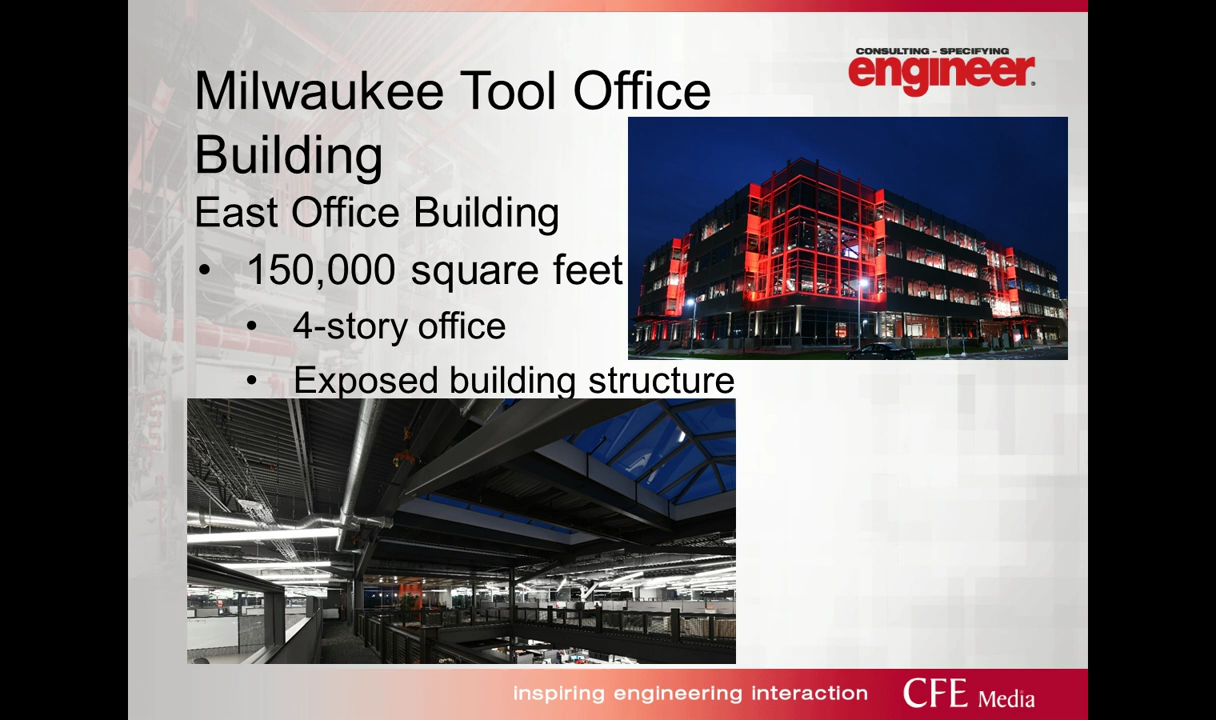 CONSULTING - SPECIFYING
engineer
Milwaukee Tool Office
Building
East Office Building
• 150,000 square feet
• 4-story office
• Exposed building structure
inspiring engineering interaction
CFE Media